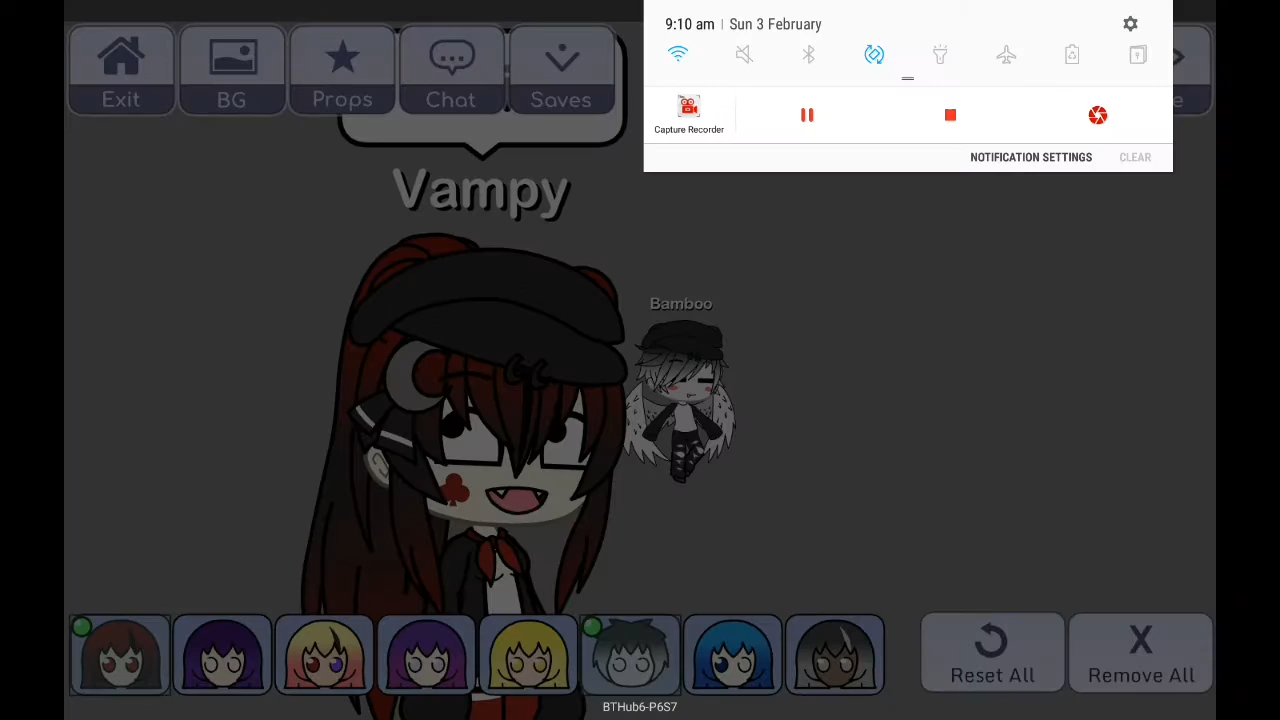 9:10 am | Sun 3 February
Exit
BG
Props
Chat
Saves
e
Capture Recorder
NOTIFICATION SETTINGS
CLEAR
Vampy
Bamboo
Reset All
Remove All
BTHub6-P6S7